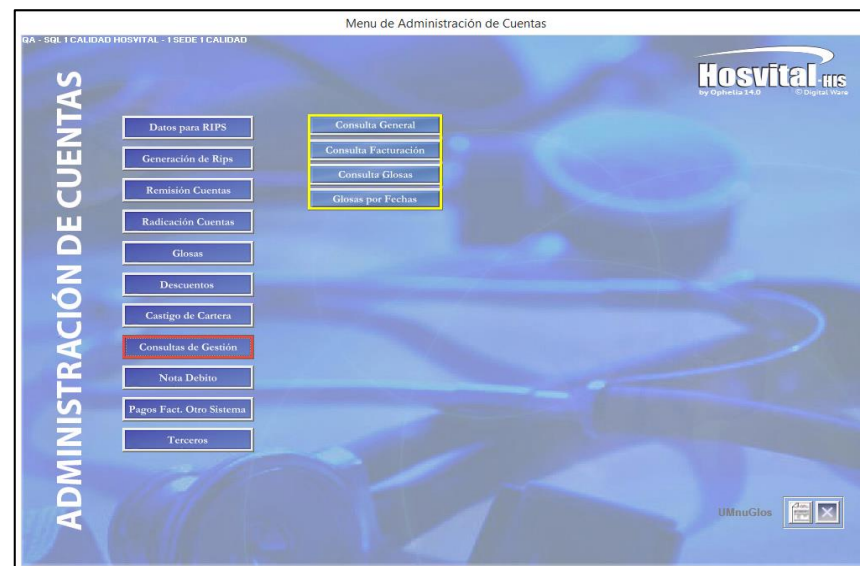 Menu de Administración de Cuentas
QA - SQL 1 CALIDAD HOSVITAL - 1 SEDE 1 CALIDAD
Hosvital-HIS
by Ophelia 14.0 © Digital Ware
ADMINISTRACIÓN DE CUENTAS
Datos para RIPS
Generación de Rips
Remisión Cuentas
Radicación Cuentas
Glosas
Descuentos
Castigo de Cartera
Consultas de Gestión
Nota Debito
Pagos Fact. Otro Sistema
Terceros
Consulta General
Consulta Facturación
Consulta Glosas
Glosas por Fechas
UMnuGlos